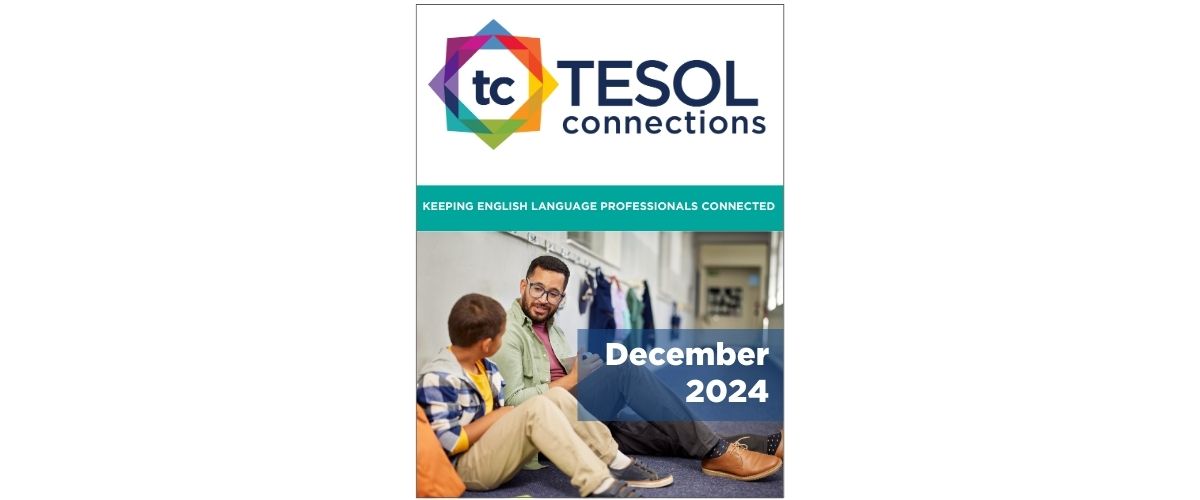 tc
TESOL
connections
KEEPING ENGLISH LANGUAGE PROFESSIONALS CONNECTED
December
2024